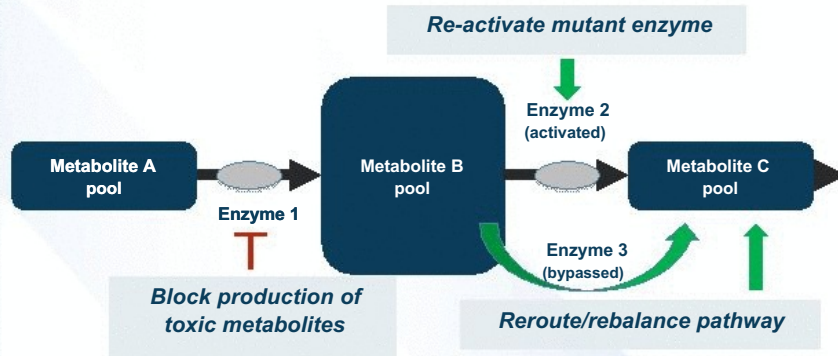 Re-activate mutant enzyme
Enzyme 2
(activated)
Metabolite A
pool
Metabolite B
pool
Metabolite C
pool
Enzyme 1
Enzyme 3
(bypassed)
Block production of
toxic metabolites
Reroute/rebalance pathway